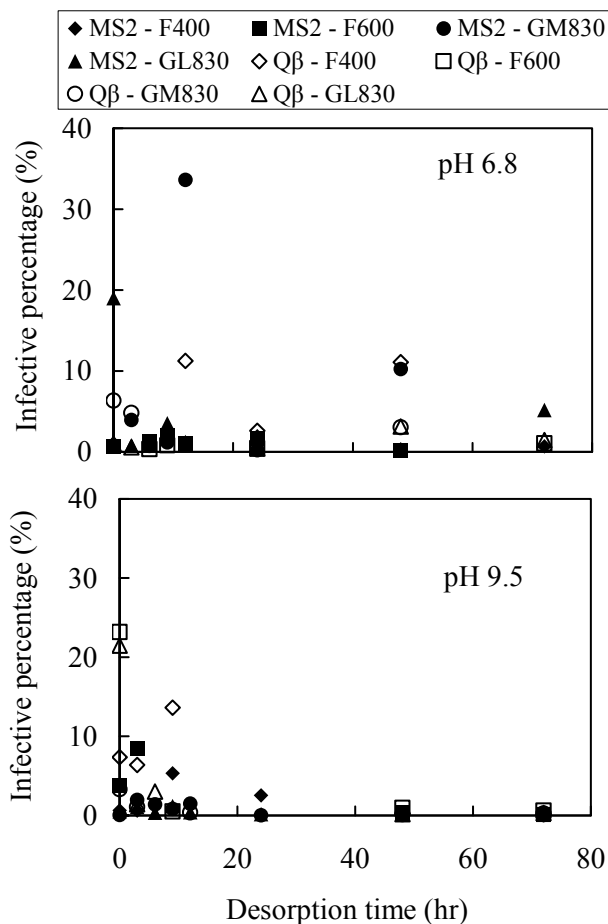 MS2 - F400 MS2 - F600 MS2 - GM830
MS2 - GL830 Qβ - F400 Qβ - F600
Qβ - GM830 Qβ - GL830
40
30
20
10
0
Infective percentage (%)
pH 6.8
40
30
20
10
0
Infective percentage (%)
pH 9.5
0 20 40 60 80
Desorption time (hr)